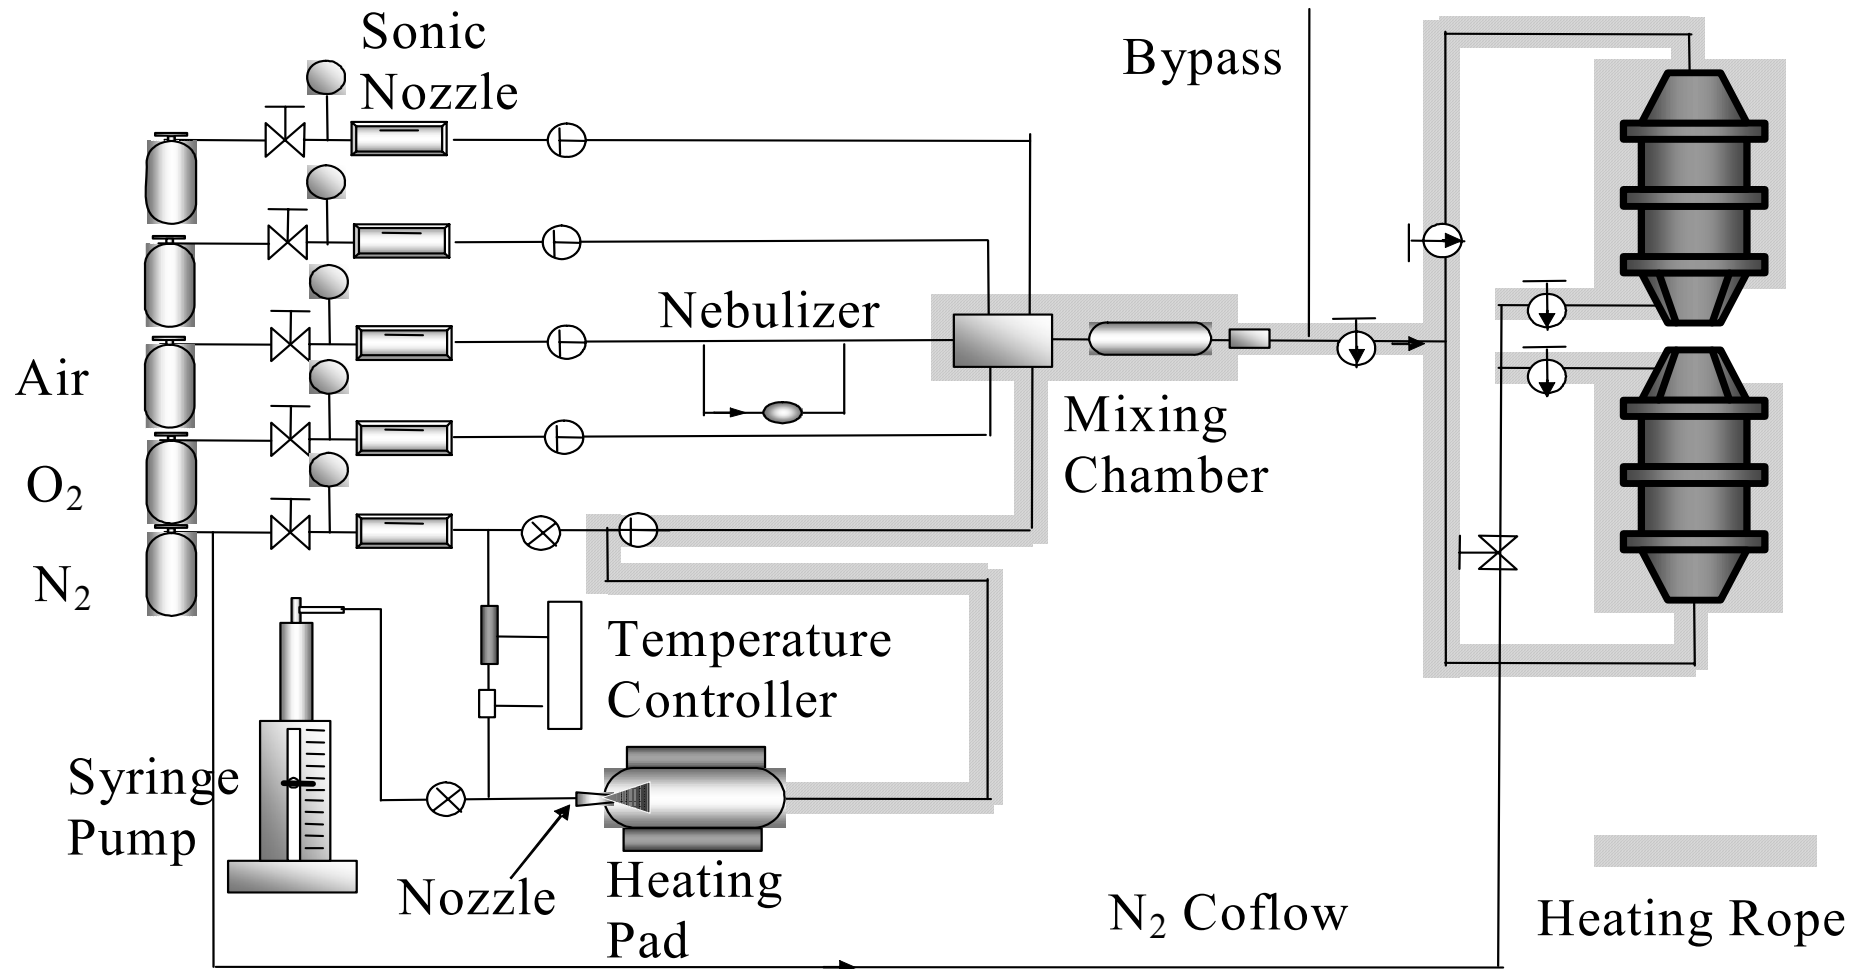 Sonic
Nozzle
Bypass
Nebulizer
Air
Mixing
Chamber
O₂
N₂
Temperature
Controller
Syringe
Pump
Nozzle
Heating
Pad
N₂ Coflow
Heating Rope